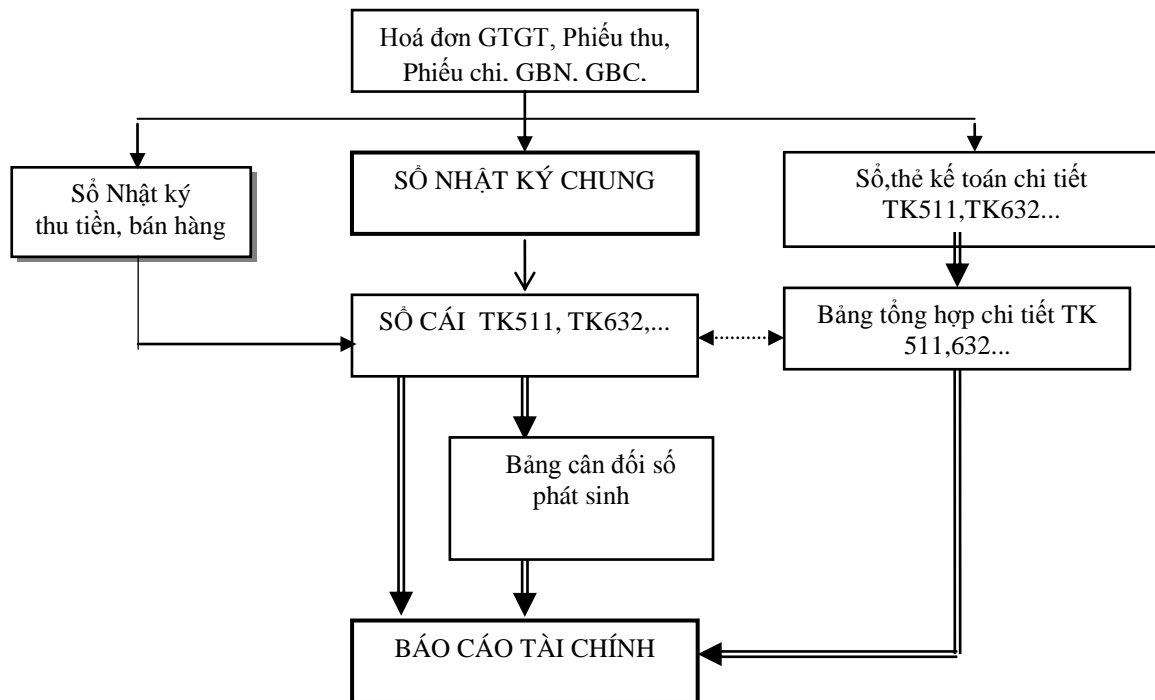 Hoá đơn GTGT, Phiếu thu,
Phiếu chi, GBN, GBC,
Sổ Nhật ký
thu tiền, bán hàng
SỔ NHẬT KÝ CHUNG
Sổ,thẻ kế toán chi tiết
TK511,TK632...
SỔ CÁI TK511, TK632,...
Bảng tổng hợp chi tiết TK
511,632...
Bảng cân đối số
phát sinh
BÁO CÁO TÀI CHÍNH